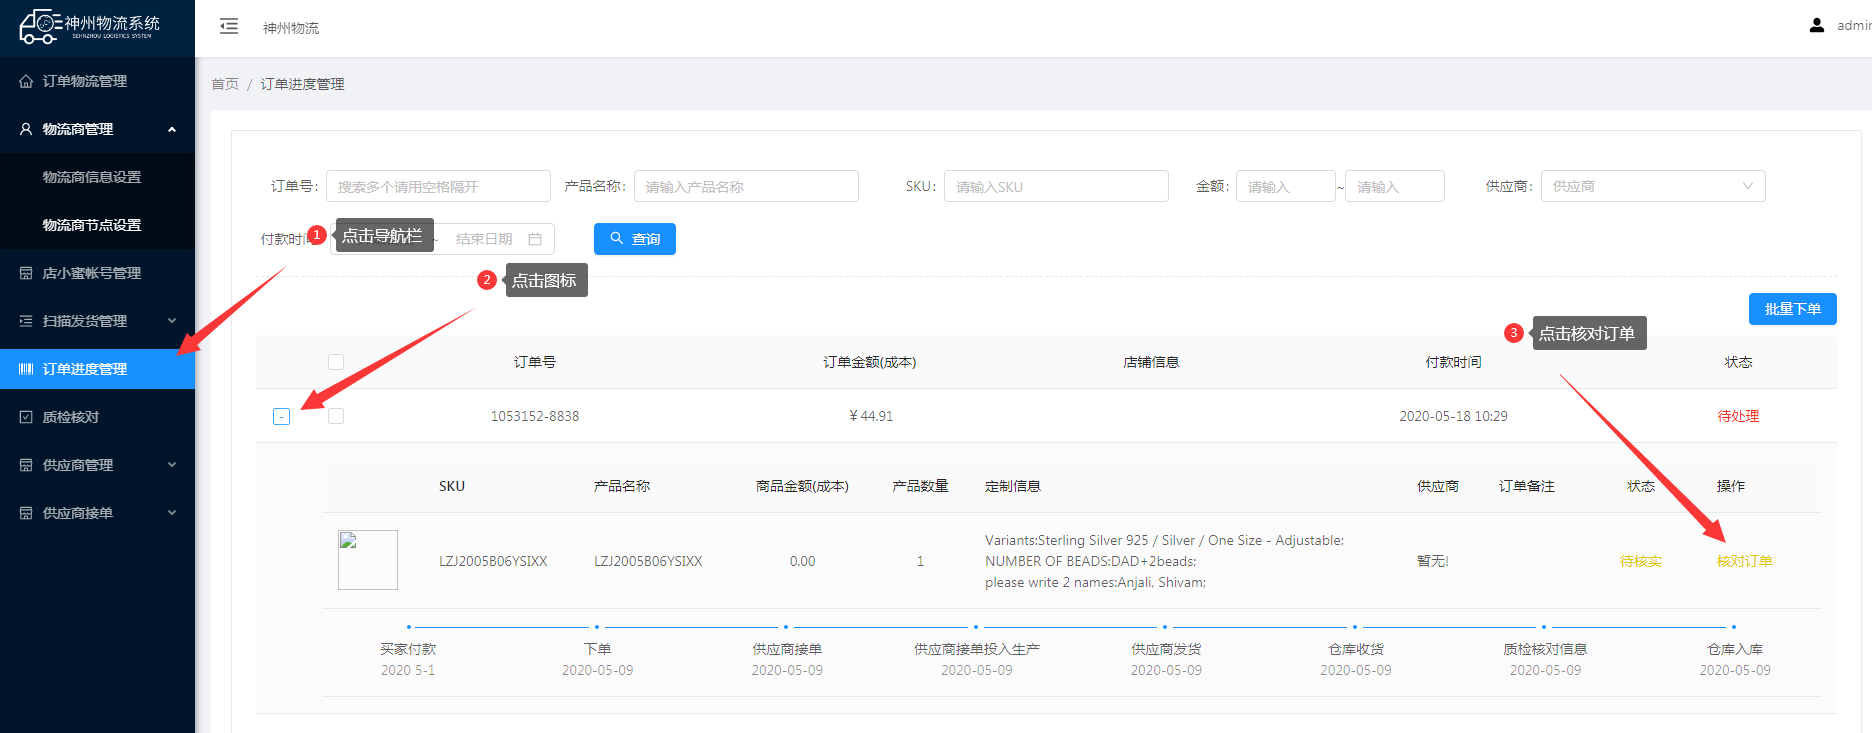 神州物流系统
SEHNZHOU LOGISTICS SYSTEM
神州物流
admin
订单物流管理
物流商管理
物流商信息设置
物流商节点设置
店小蜜帐号管理
扫描发货管理
订单进度管理
质检核对
供应商管理
供应商接单
首页 / 订单进度管理
订单号: 搜索多个请用空格隔开 产品名称: 请输入产品名称 SKU: 请输入SKU 金额: 请输入 ~ 请输入 供应商: 供应商
付款时间 ~ 结束日期 查询
1 点击导航栏
2 点击图标
批量下单
3 点击核对订单
订单号 订单金额(成本) 店铺信息 付款时间 状态
- 1053152-8838 ¥ 44.91 2020-05-18 10:29 待处理
SKU 产品名称 商品金额(成本) 产品数量 定制信息 供应商 订单备注 状态 操作
LZJ2005B06YSIXX LZJ2005B06YSIXX 0.00 1 Variants:Sterling Silver 925 / Silver / One Size - Adjustable;
NUMBER OF BEADS:DAD+2beads;
please write 2 names:Anjali, Shivam;
暂无! 待核实 核对订单
买家付款 下单 供应商接单 供应商接单投入生产 供应商发货 仓库收货 质检核对信息 仓库入库
2020 5-1 2020-05-09 2020-05-09 2020-05-09 2020-05-09 2020-05-09 2020-05-09 2020-05-09